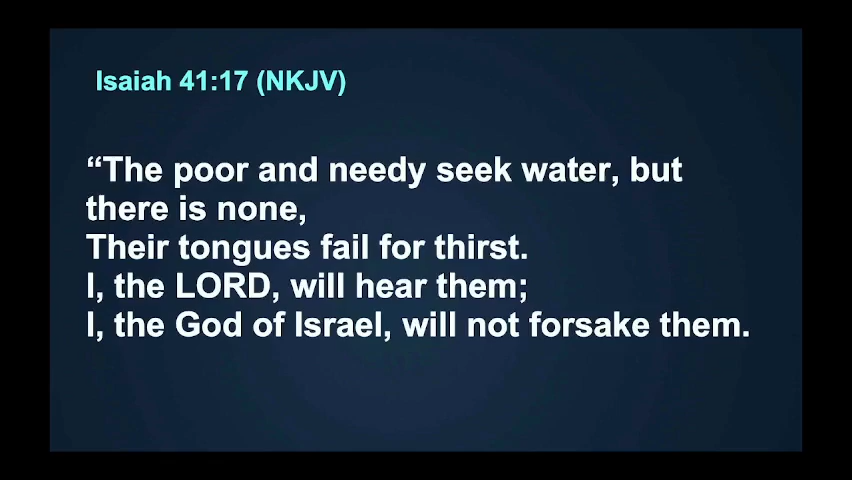 Isaiah 41:17 (NKJV)
“The poor and needy seek water, but
there is none,
Their tongues fail for thirst.
I, the LORD, will hear them;
I, the God of Israel, will not forsake them.